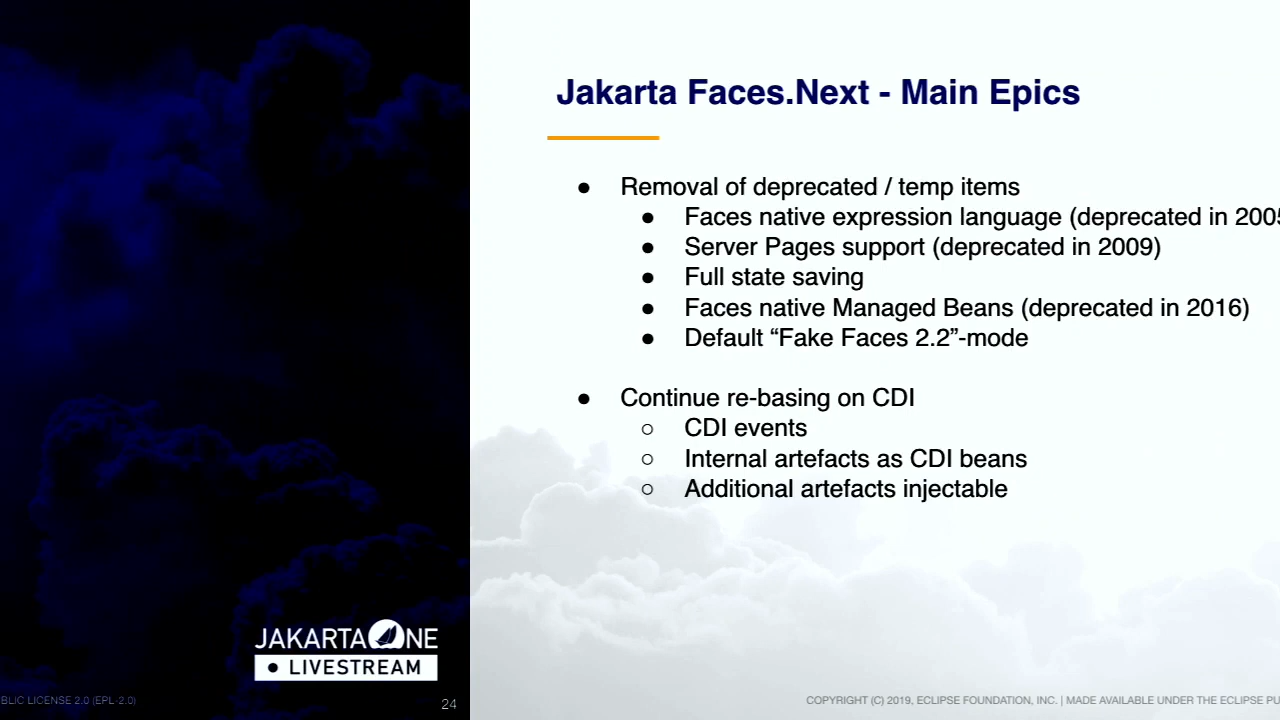 Jakarta Faces.Next - Main Epics
● Removal of deprecated / temp items
● Faces native expression language (deprecated in 2005
● Server Pages support (deprecated in 2009)
● Full state saving
● Faces native Managed Beans (deprecated in 2016)
● Default “Fake Faces 2.2”-mode
● Continue re-basing on CDI
○ CDI events
○ Internal artefacts as CDI beans
○ Additional artefacts injectable
JAKARTAONE
● LIVESTREAM
BLIC LICENSE 2.0 (EPL-2.0)
24
COPYRIGHT (C) 2019, ECLIPSE FOUNDATION, INC. | MADE AVAILABLE UNDER THE ECLIPSE PU